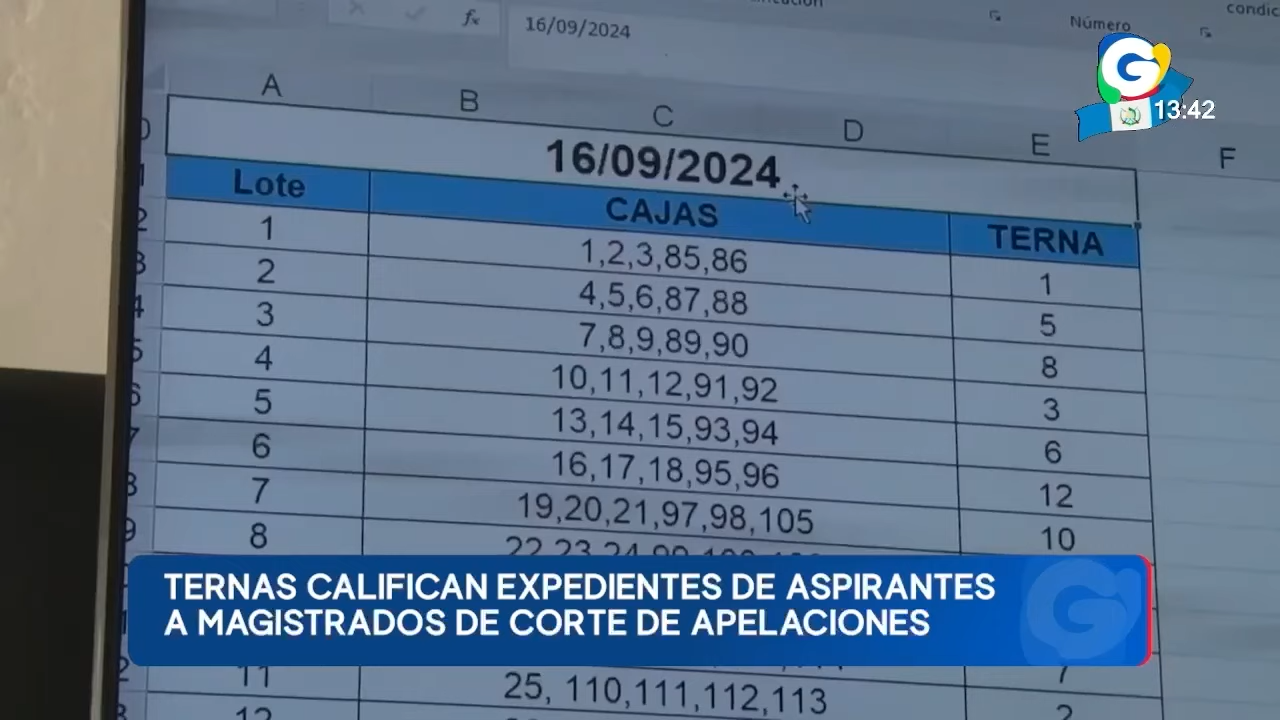 16/09/2024
Número
condic
13:42
A B C D E F
16/09/2024
Lote CAJAS TERNA
1 1,2,3,85,86 1
2 4,5,6,87,88 5
3 7,8,9,89,90 8
4 10,11,12,91,92 3
5 13,14,15,93,94 6
6 16,17,18,95,96 12
7 19,20,21,97,98,105 10
8
TERNAS CALIFICAN EXPEDIENTES DE ASPIRANTES
A MAGISTRADOS DE CORTE DE APELACIONES
11 25, 110,111,112,113
12 2